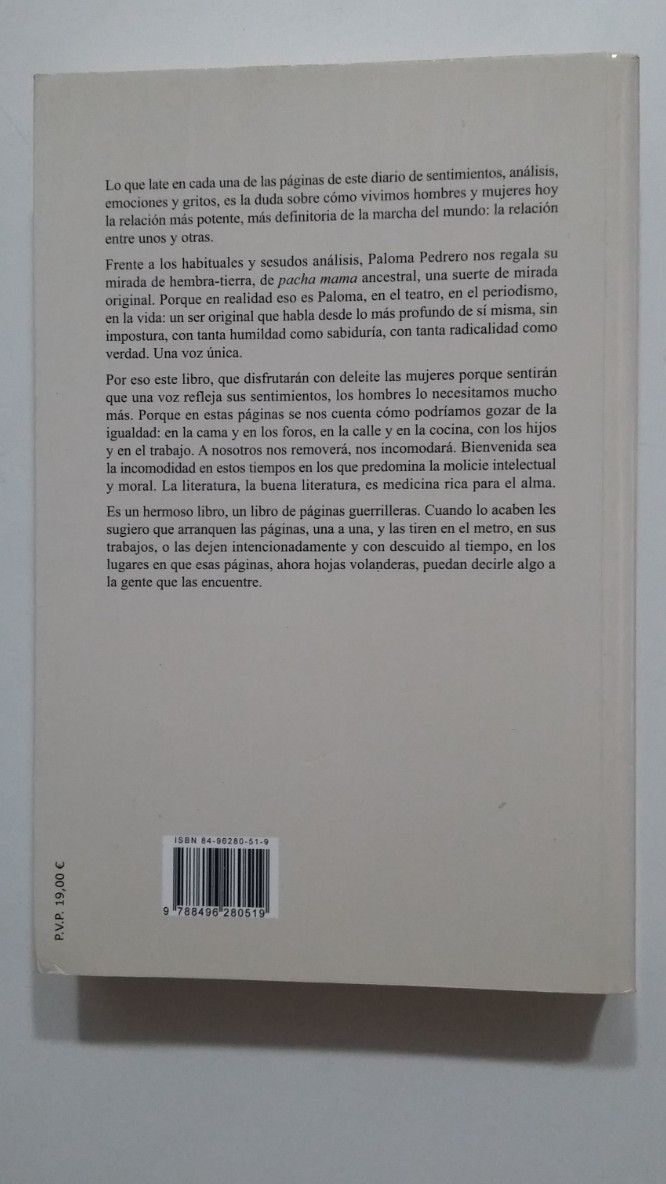 Lo que late en cada una de las páginas de este diario de sentimientos, análisis,
emociones y gritos, es la duda sobre cómo vivimos hombres y mujeres hoy
la relación más potente, más definitoria de la marcha del mundo: la relación
entre unos y otras.
Frente a los habituales y sesudos análisis, Paloma Pedrero nos regala su
mirada de hembra-tierra, de pacha mama ancestral, una suerte de mirada
original. Porque en realidad eso es Paloma, en el teatro, en el periodismo,
en la vida: un ser original que habla desde lo más profundo de sí misma, sin
impostura, con tanta humildad como sabiduría, con tanta radicalidad como
verdad. Una voz única.
Por eso este libro, que disfrutarán con deleite las mujeres porque sentirán
que una voz refleja sus sentimientos, los hombres lo necesitamos mucho
más. Porque en estas páginas se nos cuenta cómo podríamos gozar de la
igualdad: en la cama y en los foros, en la calle y en la cocina, con los hijos
y en el trabajo. A nosotros nos removerá, nos incomodará. Bienvenida sea
la incomodidad en estos tiempos en los que predomina la molicie intelectual
y moral. La literatura, la buena literatura, es medicina rica para el alma.
Es un hermoso libro, un libro de páginas guerrilleras. Cuando lo acaben les
sugiero que arranquen las páginas, una a una, y las tiren en el metro, en sus
trabajos, o las dejen intencionadamente y con descuido al tiempo, en los
lugares en que esas páginas, ahora hojas volanderas, puedan decirle algo a
la gente que las encuentre.
ISBN 84-96280-51-9
9 788496 280519
P.V.P. 19,00 €